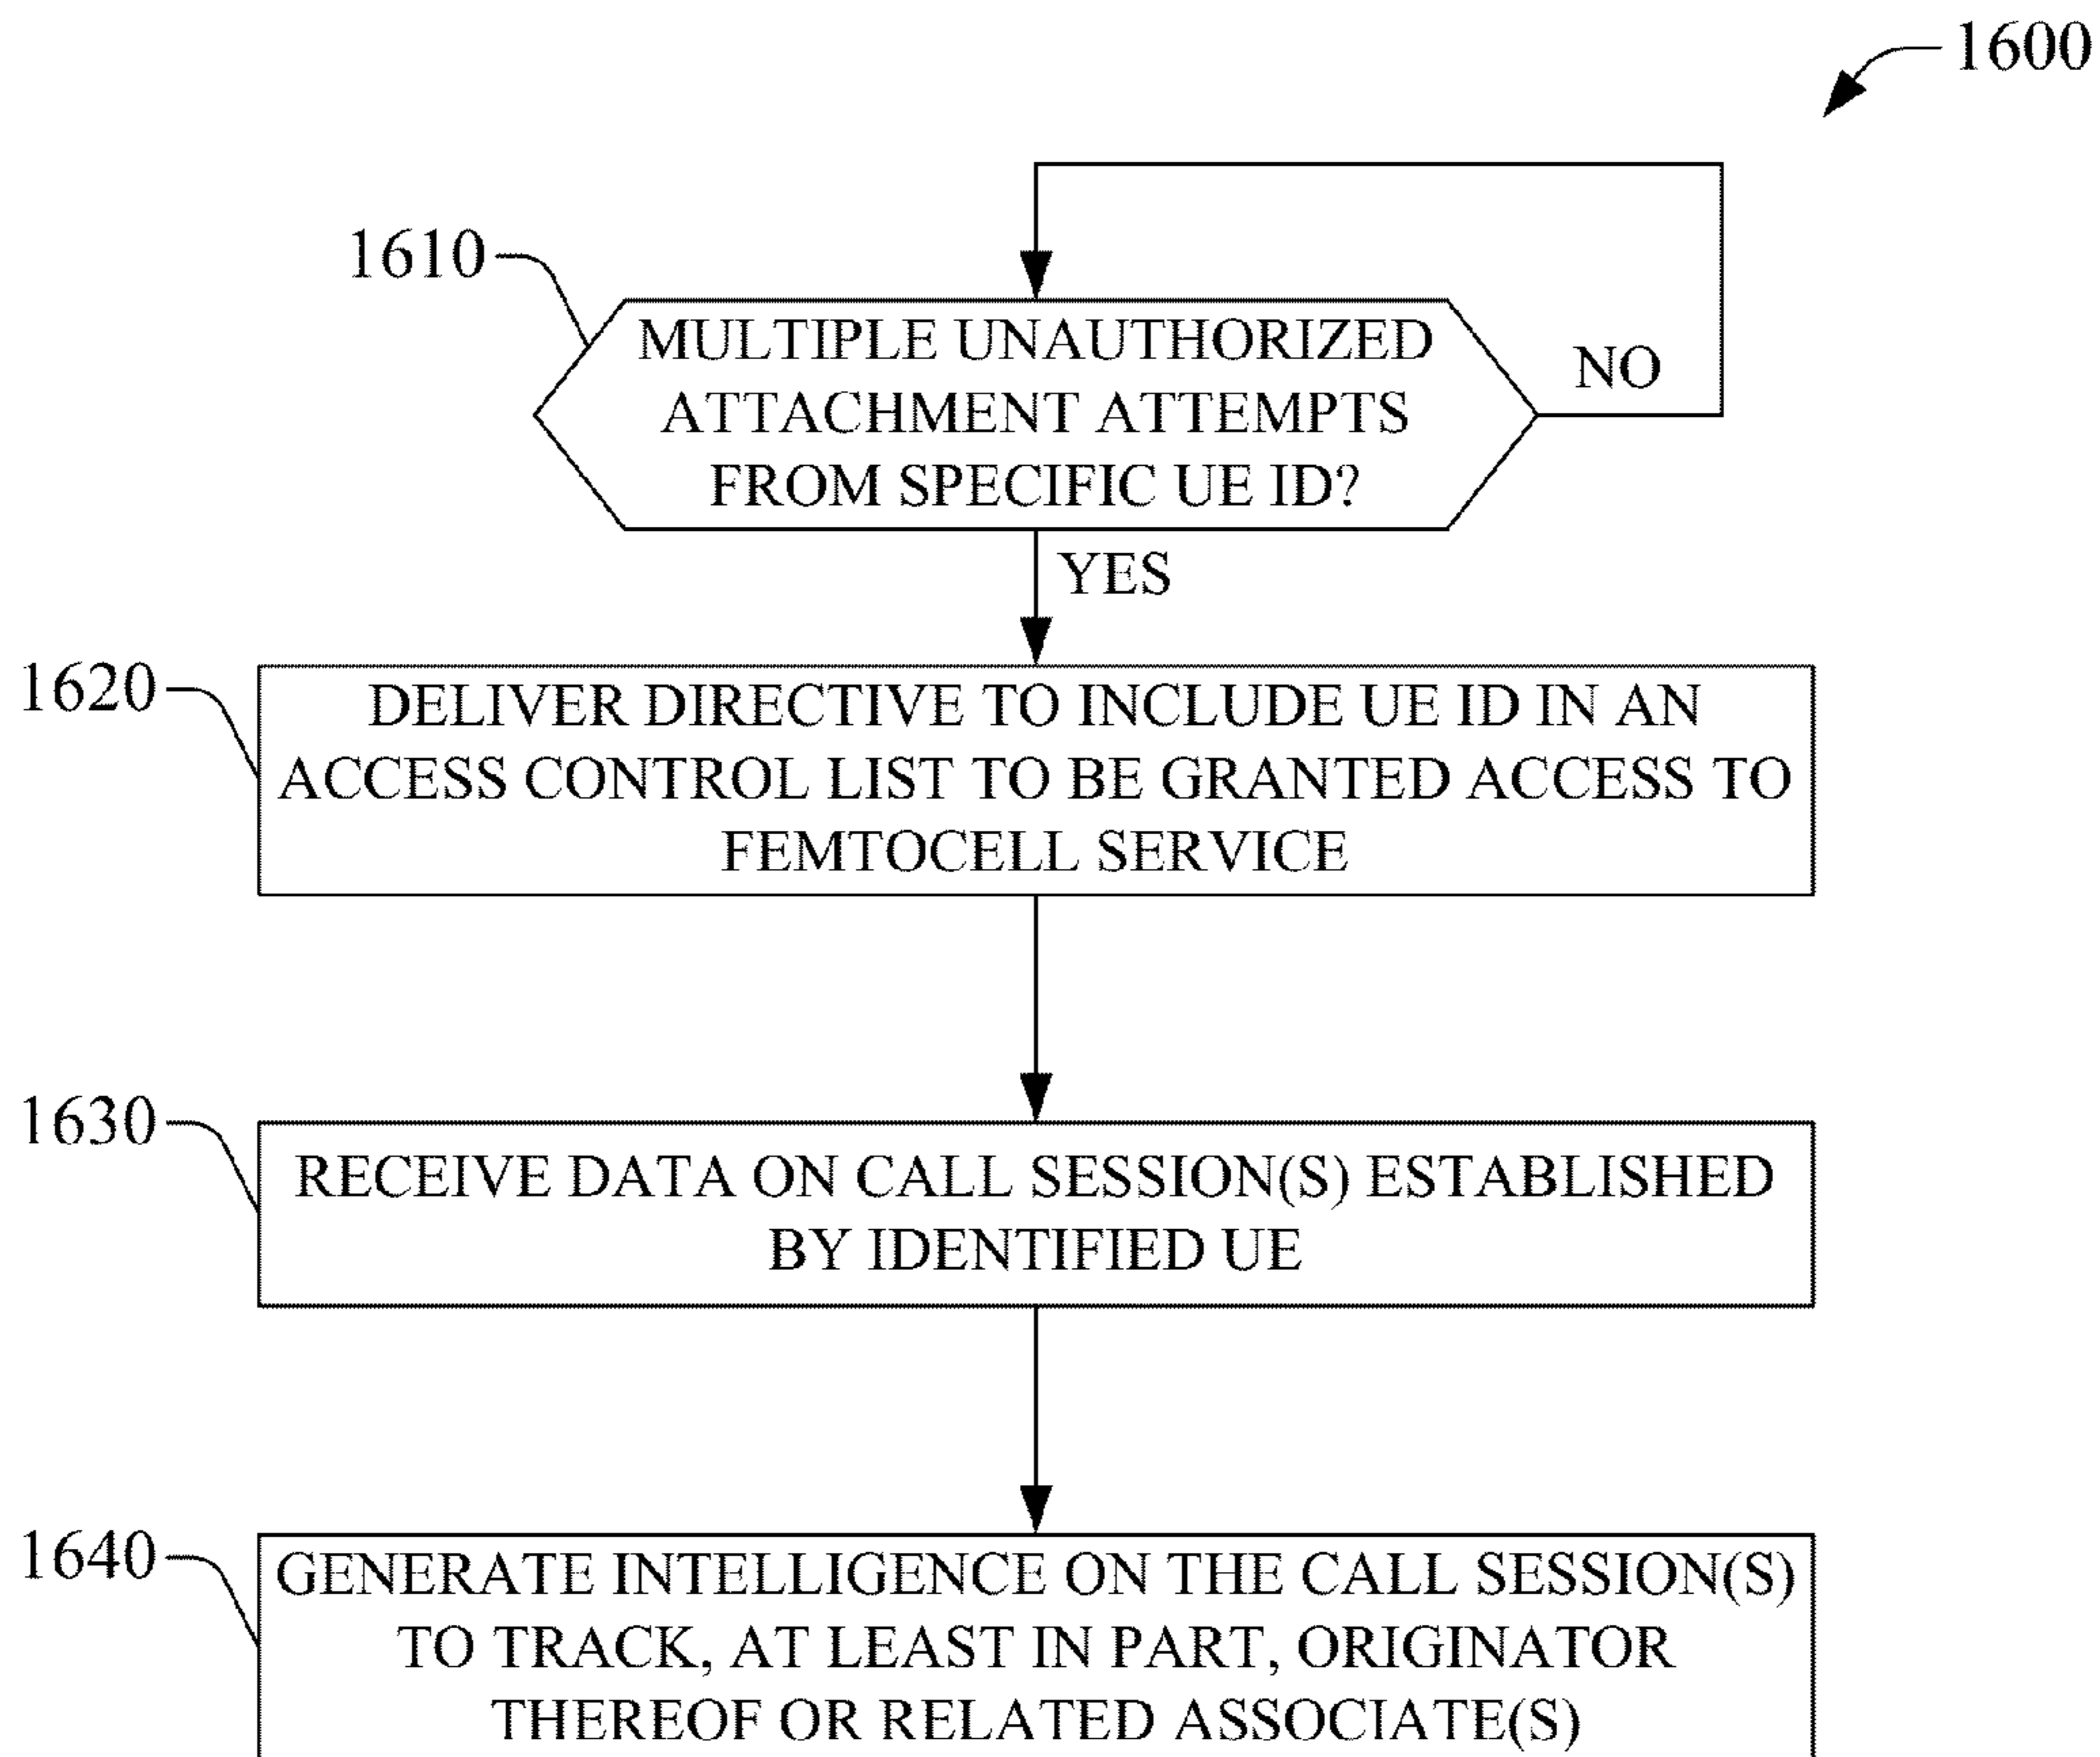 1600
1610
MULTIPLE UNAUTHORIZED
ATTACHMENT ATTEMPTS
FROM SPECIFIC UE ID?
NO
YES
1620
DELIVER DIRECTIVE TO INCLUDE UE ID IN AN
ACCESS CONTROL LIST TO BE GRANTED ACCESS TO
FEMTOCELL SERVICE
1630
RECEIVE DATA ON CALL SESSION(S) ESTABLISHED
BY IDENTIFIED UE
1640
GENERATE INTELLIGENCE ON THE CALL SESSION(S)
TO TRACK, AT LEAST IN PART, ORIGINATOR
THEREOF OR RELATED ASSOCIATE(S)